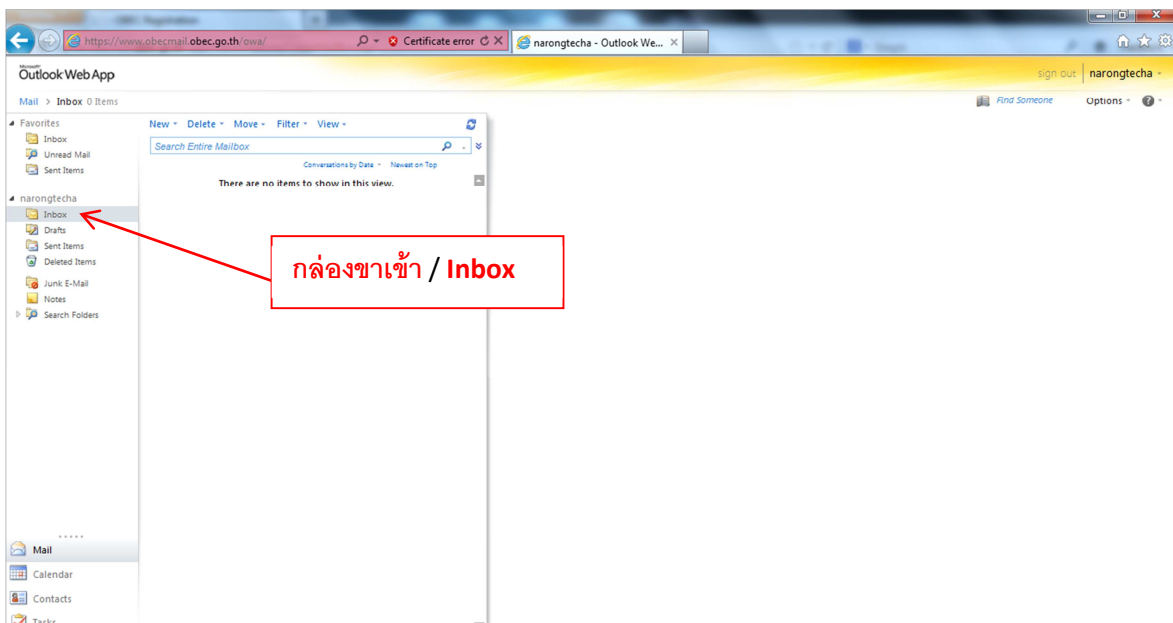 https://www.obecmail.obec.go.th/owa/
Certificate error
narongtecha - Outlook We...
Microsoft
Outlook Web App
sign out
narongtecha
Mail > Inbox 0 Items
Find Someone
Options
Favorites
Inbox
Unread Mail
Sent Items
narongtecha
Inbox
Drafts
Sent Items
Deleted Items
Junk E-Mail
Notes
Search Folders
New Delete Move Filter View
Search Entire Mailbox
Conversations by Date Newest on Top
There are no items to show in this view.
กล่องขาเข้า / Inbox
Mail
Calendar
Contacts
Tasks